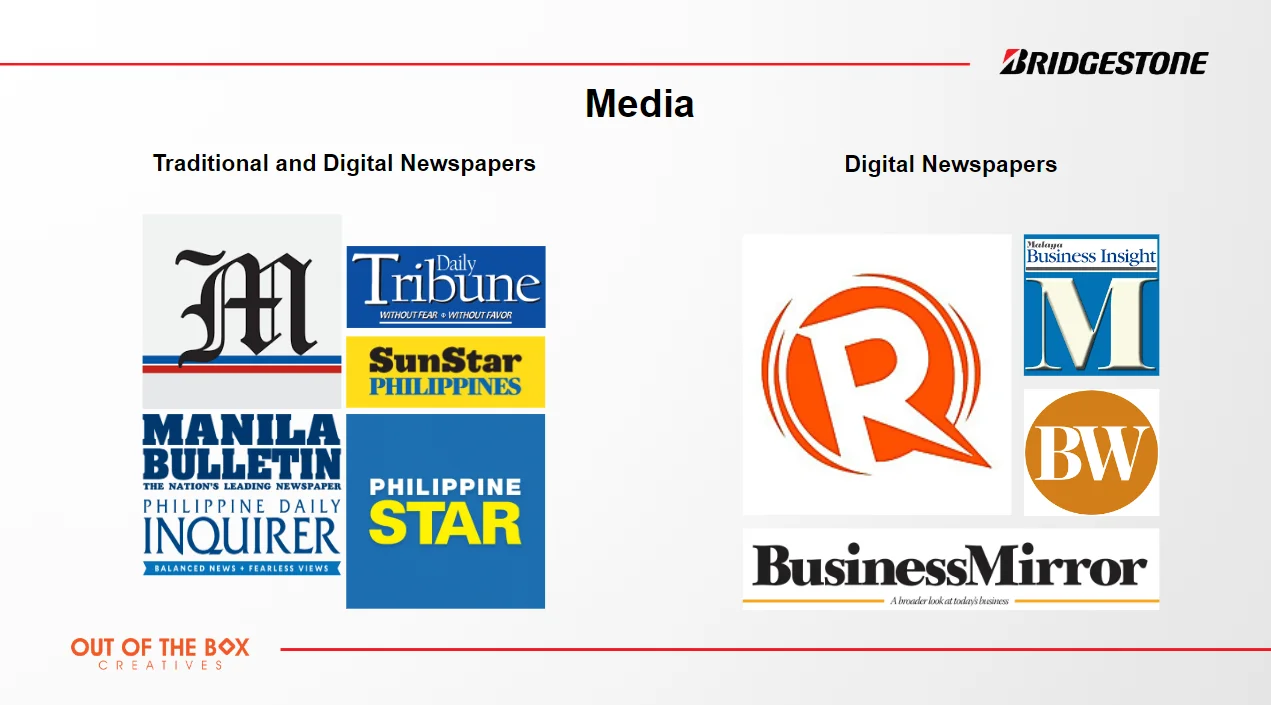 BRIDGESTONE
Media
Traditional and Digital Newspapers
Digital Newspapers
M
Daily
Tribune
WITHOUT FEAR ⟡ WITHOUT FAVOR
SunStar
PHILIPPINES
MANILA
BULLETIN
THE NATION'S LEADING NEWSPAPER
PHILIPPINE DAILY
INQUIRER
BALANCED NEWS + FEARLESS VIEWS
PHILIPPINE
STAR
R
Malaya
Business Insight
M
BW
BusinessMirror
A broader look at today's business
OUT OF THE BOX
CREATIVES